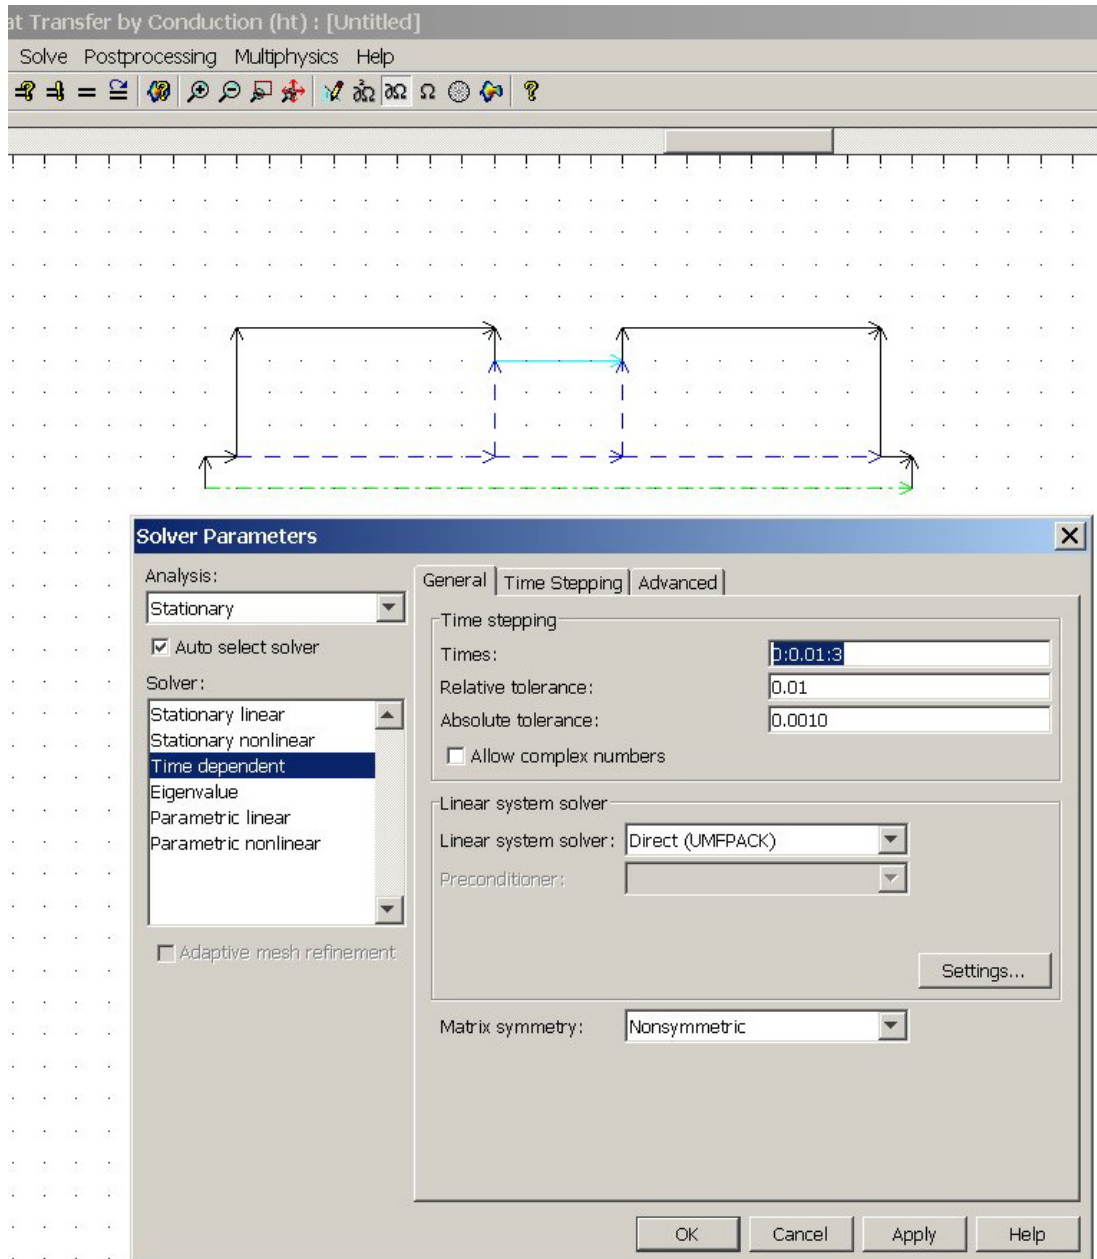 at Transfer by Conduction (ht) : [Untitled]
Solve Postprocessing Multiphysics Help
∂Ω Ω ?
Solver Parameters
Analysis:
Stationary
Auto select solver
Solver:
Stationary linear
Stationary nonlinear
Time dependent
Eigenvalue
Parametric linear
Parametric nonlinear
Adaptive mesh refinement
General Time Stepping Advanced
Time stepping
Times: 0:0.01:3
Relative tolerance: 0.01
Absolute tolerance: 0.0010
Allow complex numbers
Linear system solver
Linear system solver: Direct (UMFPACK)
Preconditioner:
Settings...
Matrix symmetry: Nonsymmetric
OK Cancel Apply Help